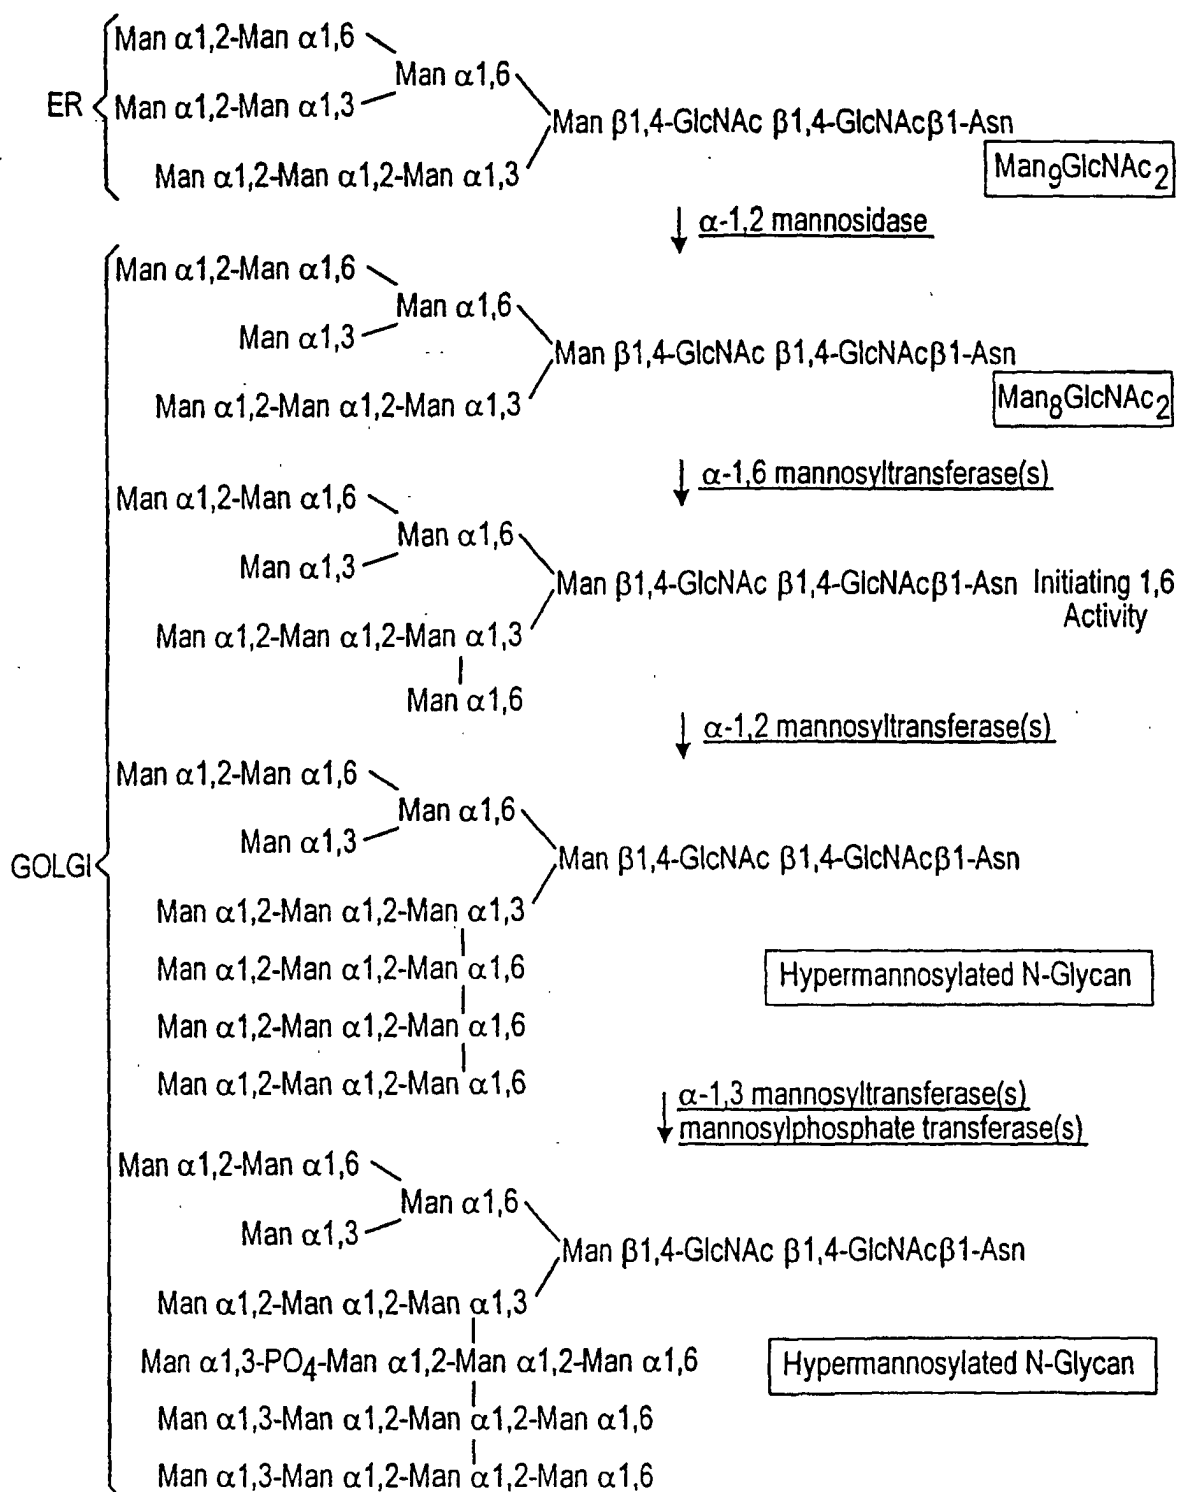 Man α1,2-Man α1,6
Man α1,6
ER
Man α1,2-Man α1,3
Man β1,4-GlcNAc β1,4-GlcNAcβ1-Asn
Man α1,2-Man α1,2-Man α1,3
Man9GlcNAc2
α-1,2 mannosidase
Man α1,2-Man α1,6
Man α1,6
Man α1,3
Man β1,4-GlcNAc β1,4-GlcNAcβ1-Asn
Man α1,2-Man α1,2-Man α1,3
Man8GlcNAc2
α-1,6 mannosyltransferase(s)
Man α1,2-Man α1,6
Man α1,6
Man α1,3
Man β1,4-GlcNAc β1,4-GlcNAcβ1-Asn Initiating 1,6
Activity
Man α1,2-Man α1,2-Man α1,3
Man α1,6
α-1,2 mannosyltransferase(s)
Man α1,2-Man α1,6
Man α1,6
Man α1,3
GOLGI
Man β1,4-GlcNAc β1,4-GlcNAcβ1-Asn
Man α1,2-Man α1,2-Man α1,3
Man α1,2-Man α1,2-Man α1,6
Hypermannosylated N-Glycan
Man α1,2-Man α1,2-Man α1,6
Man α1,2-Man α1,2-Man α1,6
α-1,3 mannosyltransferase(s)
mannosylphosphate transferase(s)
Man α1,2-Man α1,6
Man α1,6
Man α1,3
Man β1,4-GlcNAc β1,4-GlcNAcβ1-Asn
Man α1,2-Man α1,2-Man α1,3
Man α1,3-PO4-Man α1,2-Man α1,2-Man α1,6
Hypermannosylated N-Glycan
Man α1,3-Man α1,2-Man α1,2-Man α1,6
Man α1,3-Man α1,2-Man α1,2-Man α1,6